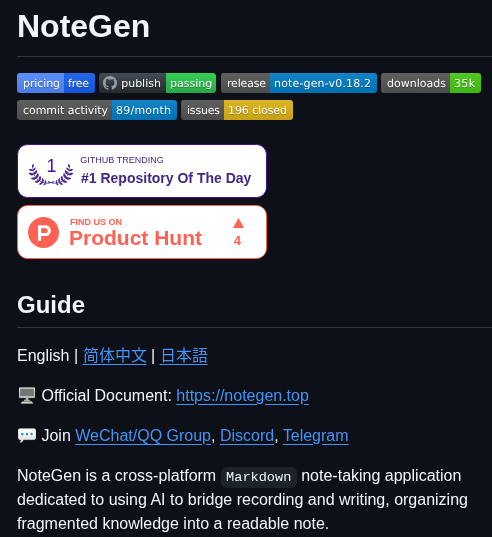 NoteGen
pricing free publish passing release note-gen-v0.18.2 downloads 35k
commit activity 89/month issues 196 closed
1 GITHUB TRENDING
#1 Repository Of The Day
P FIND US ON
Product Hunt ▲ 4
Guide
English | 简体中文 | 日本語
🖥️ Official Document: https://notegen.top
💬 Join WeChat/QQ Group, Discord, Telegram
NoteGen is a cross-platform Markdown note-taking application
dedicated to using AI to bridge recording and writing, organizing
fragmented knowledge into a readable note.